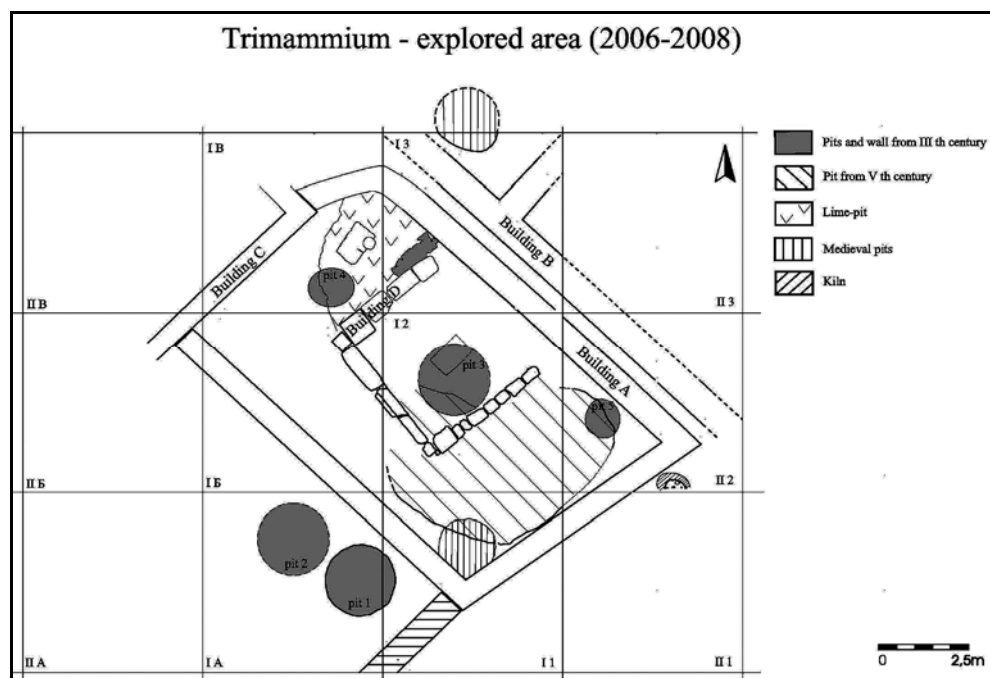 Trimammium - explored area (2006-2008)
I В
I 3
Pits and wall from III th century
Pit from V th century
Lime-pit
Medieval pits
Kiln
Building B
Building C
pit 4
Building D
II В
I 2
II 3
pit 3
Building A
pit 5
II Б
I Б
II 2
pit 2
pit 1
II А
I А
I 1
II 1
0 2,5m